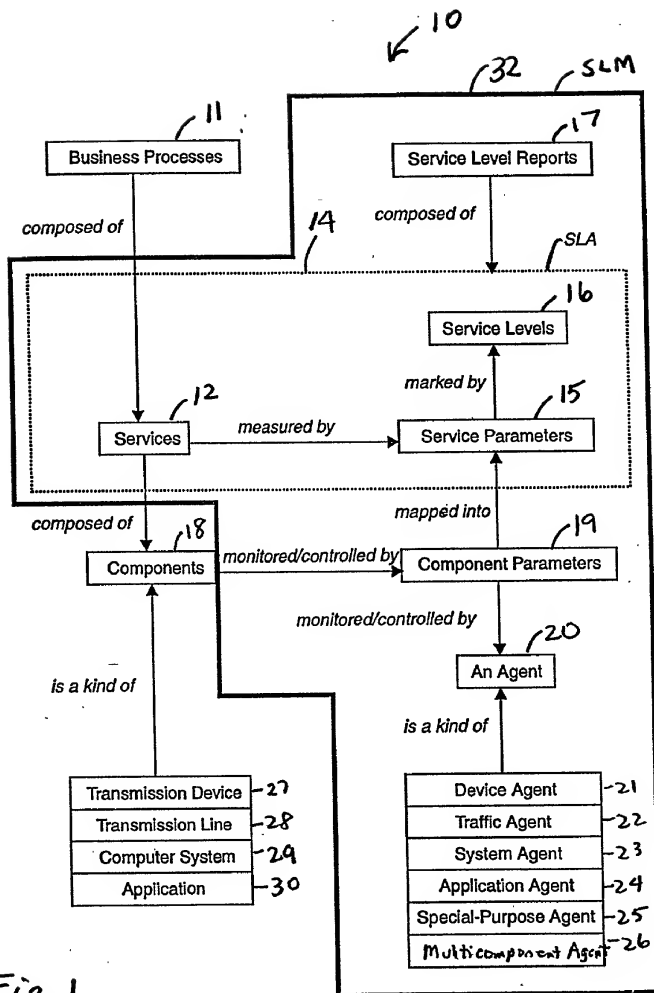 10
32 SLM
11
17
Business Processes
Service Level Reports
composed of
composed of
14
SLA
16
Service Levels
marked by
12
15
Services
measured by
Service Parameters
composed of
mapped into
18
19
Components
monitored/controlled by
Component Parameters
monitored/controlled by
20
An Agent
is a kind of
is a kind of
Transmission Device 27
Transmission Line 28
Computer System 29
Application 30
Device Agent 21
Traffic Agent 22
System Agent 23
Application Agent 24
Special-Purpose Agent 25
Multicomponent Agent 26
Fig. 1